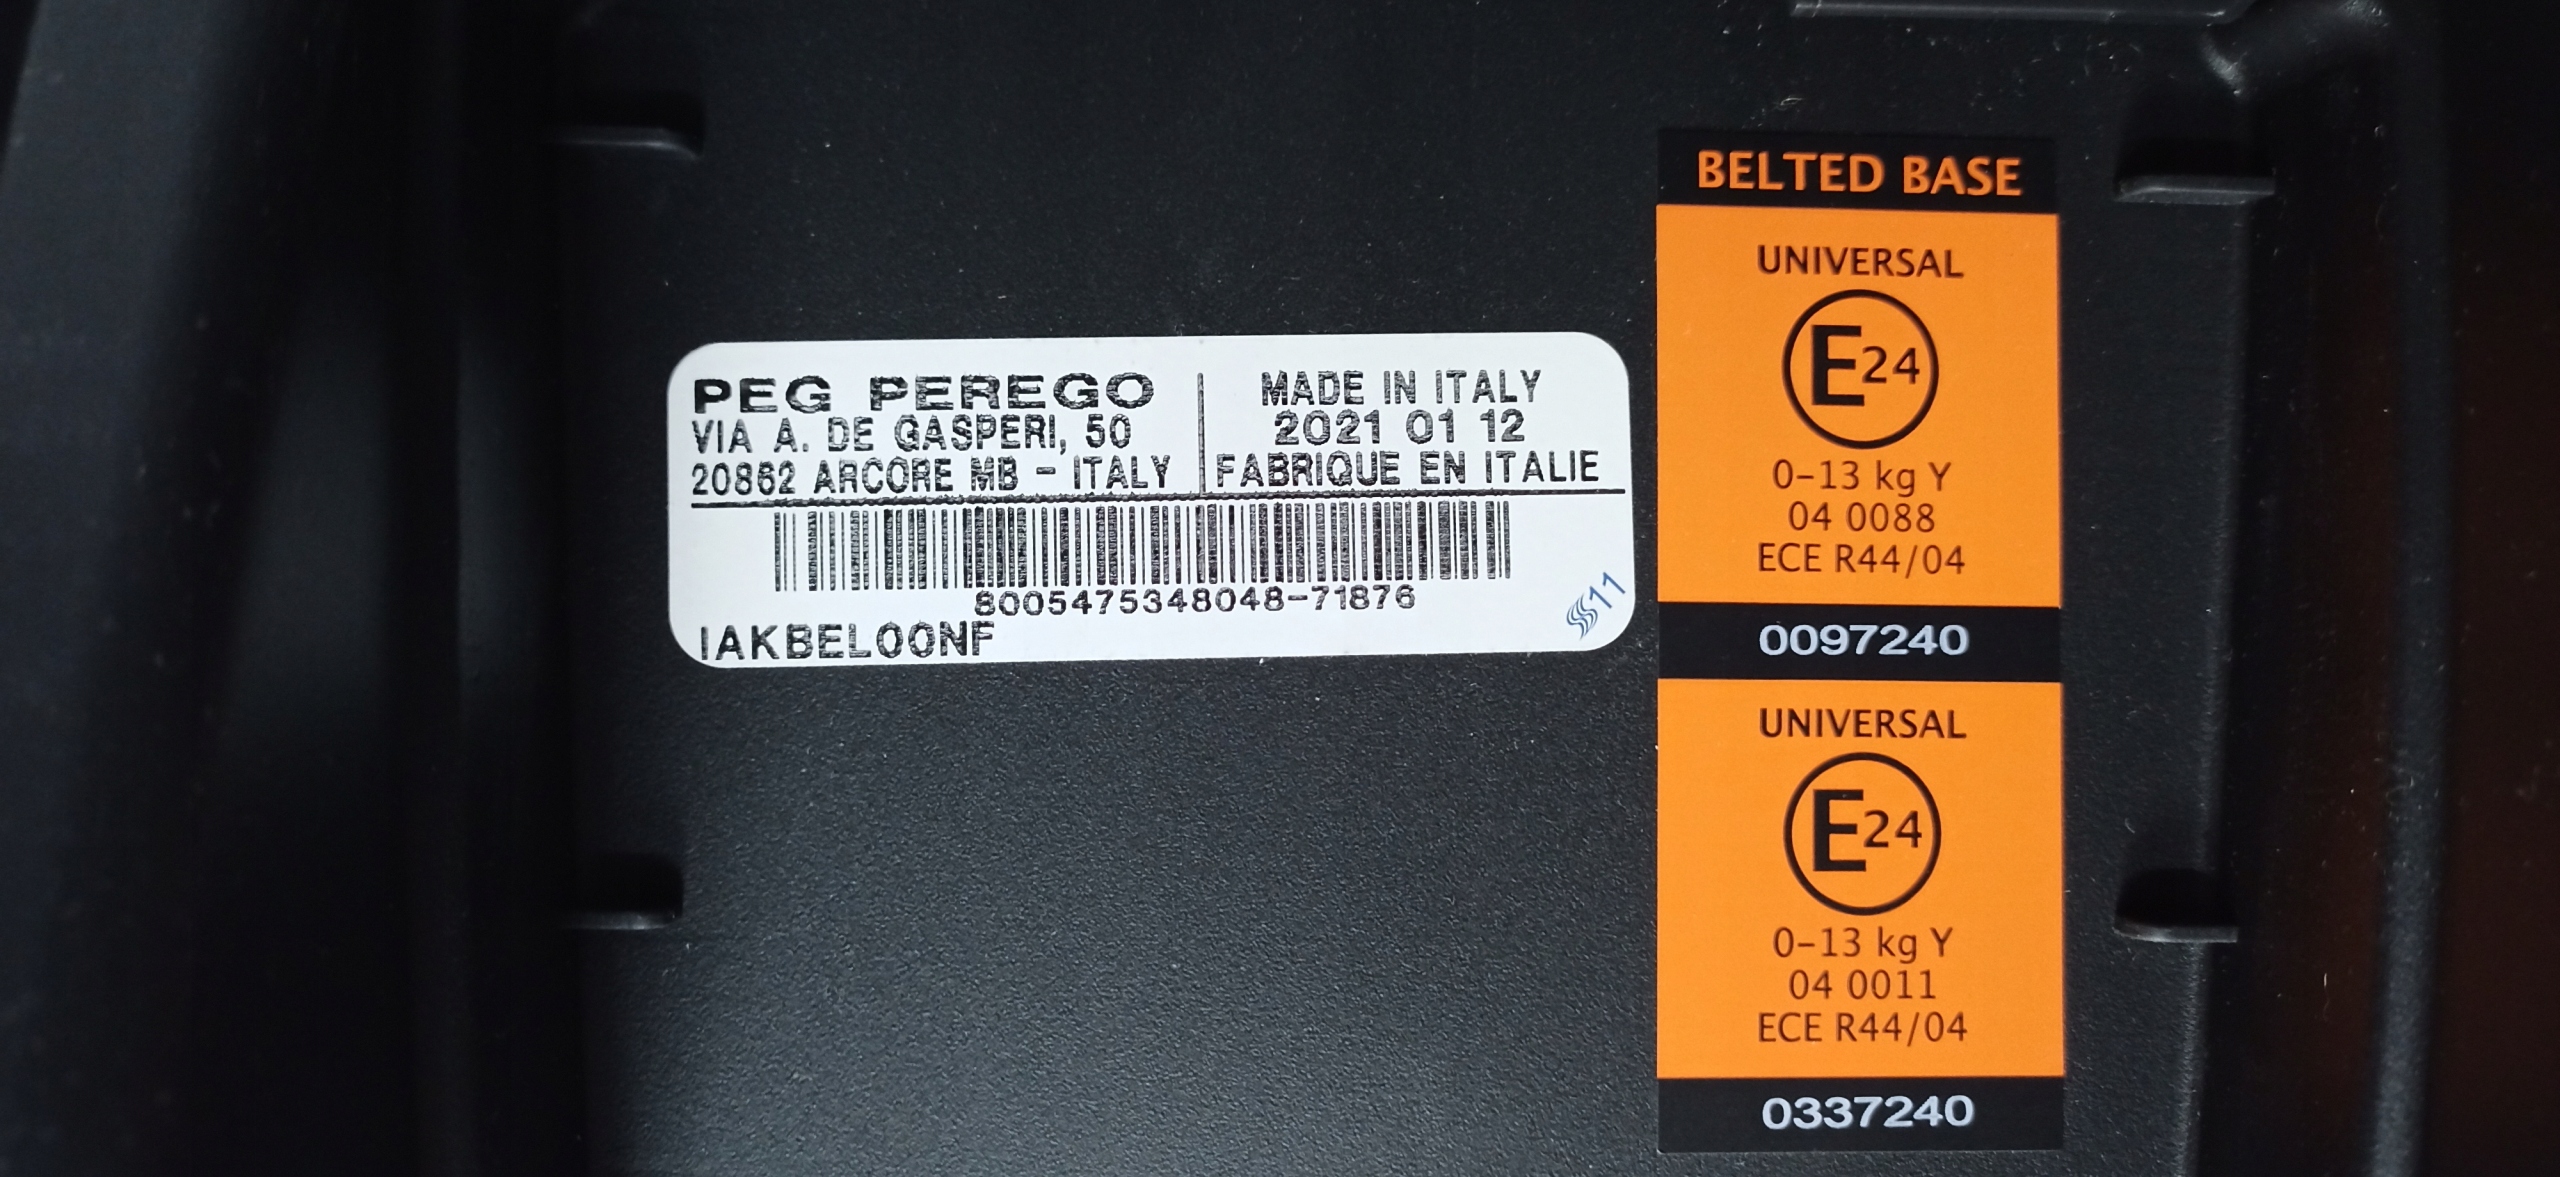 PEG PEREGO
VIA A. DE GASPERI, 50
20862 ARCORE MB - ITALY
MADE IN ITALY
2021 01 12
FABRIQUE EN ITALIE
8005475348048-71876
IAKBEL00NF
11
BELTED BASE
UNIVERSAL
E24
0-13 kg Y
04 0088
ECE R44/04
0097240
UNIVERSAL
E24
0-13 kg Y
04 0011
ECE R44/04
0337240